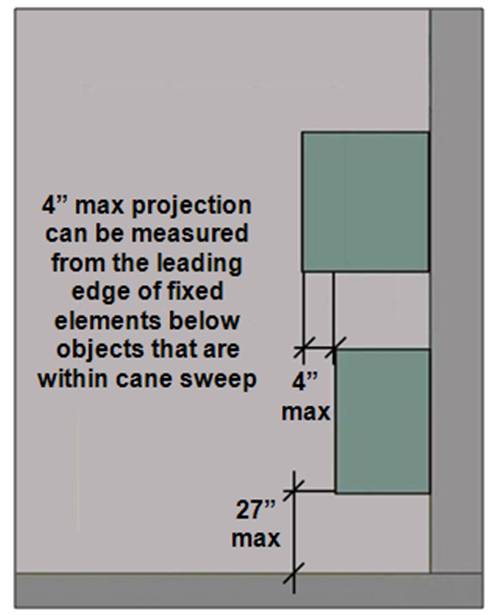 4” max projection
can be measured
from the leading
edge of fixed
elements below
objects that are
within cane sweep
4”
max
27”
max